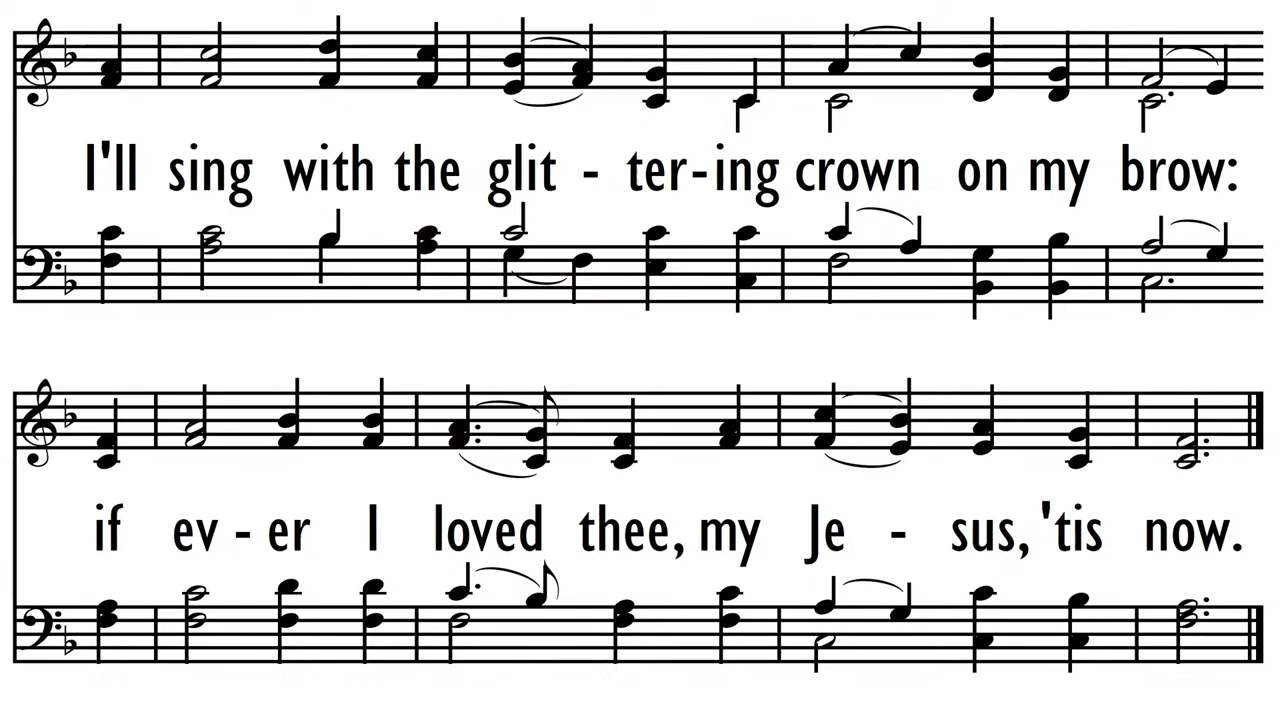 I'll sing with the glit - ter-ing crown on my brow:
if ev - er I loved thee, my Je - sus, 'tis now.